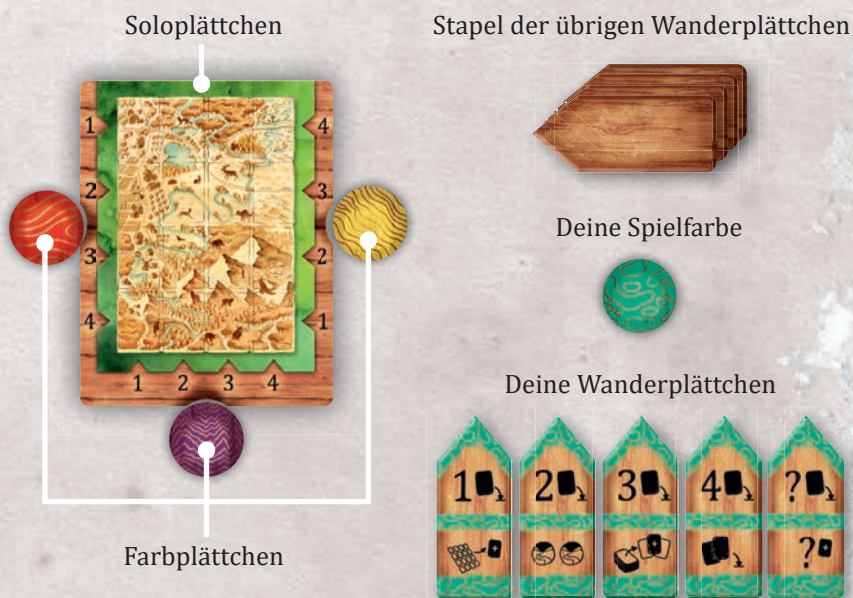 Soloplättchen
Stapel der übrigen Wanderplättchen
1
2
3
4
4
3
2
1
1 2 3 4
Deine Spielfarbe
Deine Wanderplättchen
1 2 3 4 ?
?
Farbplättchen